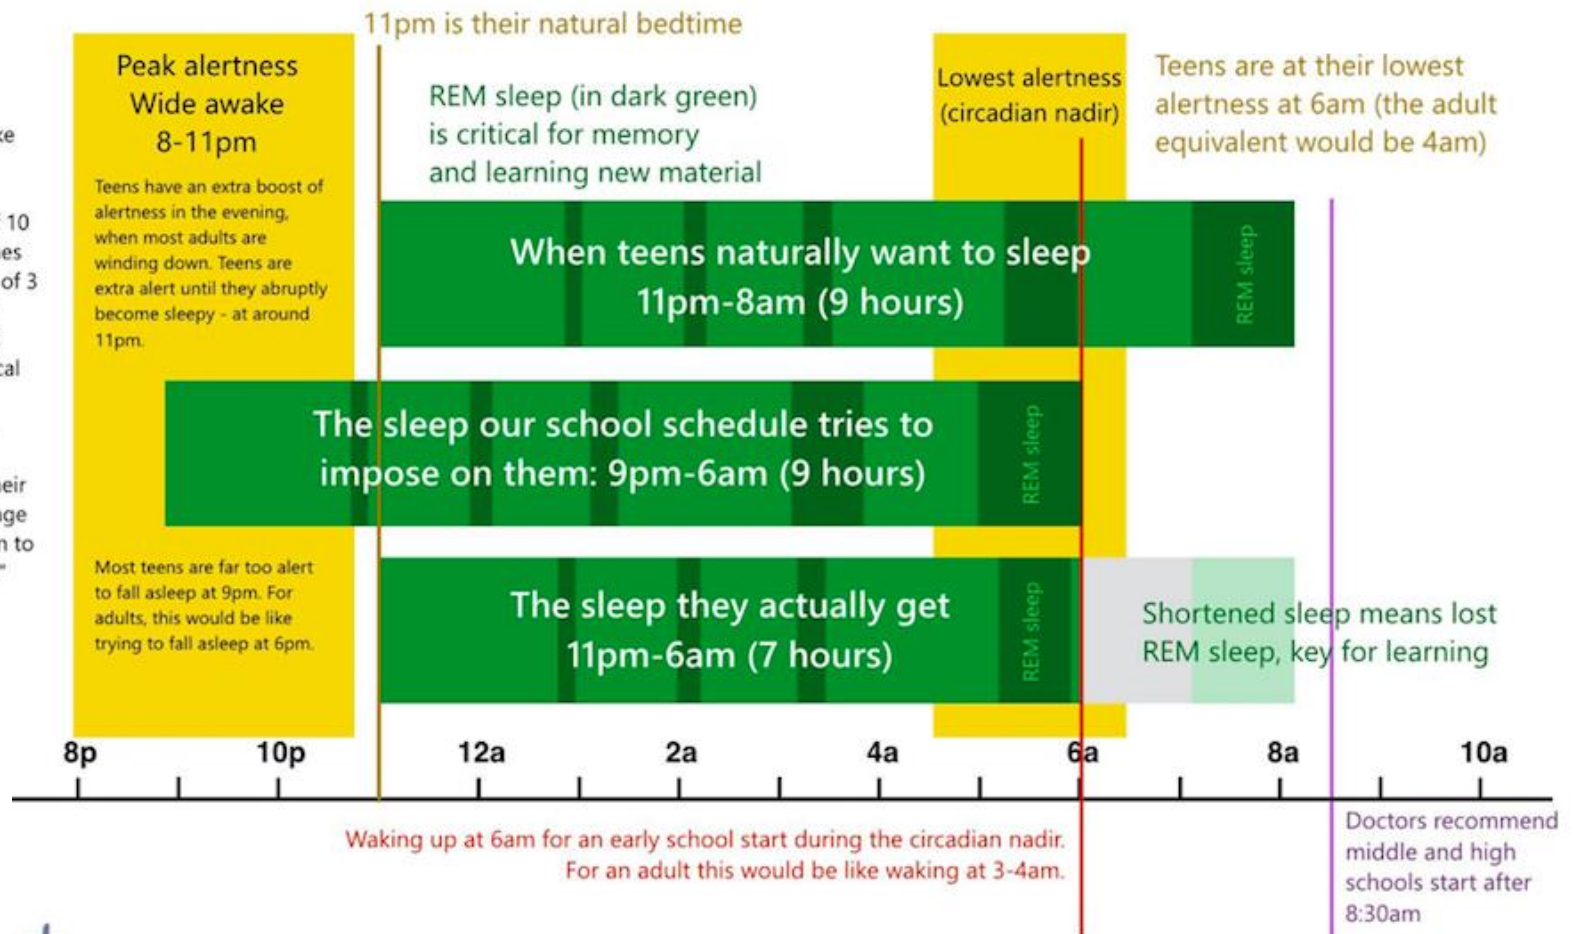 11pm is their natural bedtime
Peak alertness
Wide awake
8-11pm
Teens have an extra boost of
alertness in the evening,
when most adults are
winding down. Teens are
extra alert until they abruptly
become sleepy - at around
11pm.
REM sleep (in dark green)
is critical for memory
and learning new material
Lowest alertness
(circadian nadir)
Teens are at their lowest
alertness at 6am (the adult
equivalent would be 4am)
10
of 3
n to
When teens naturally want to sleep
11pm-8am (9 hours)
REM sleep
The sleep our school schedule tries to
impose on them: 9pm-6am (9 hours)
REM sleep
Most teens are far too alert
to fall asleep at 9pm. For
adults, this would be like
trying to fall asleep at 6pm.
The sleep they actually get
11pm-6am (7 hours)
REM sleep
Shortened sleep means lost
REM sleep, key for learning
8p 10p 12a 2a 4a 6a 8a 10a
Waking up at 6am for an early school start during the circadian nadir.
For an adult this would be like waking at 3-4am.
Doctors recommend
middle and high
schools start after
8:30am